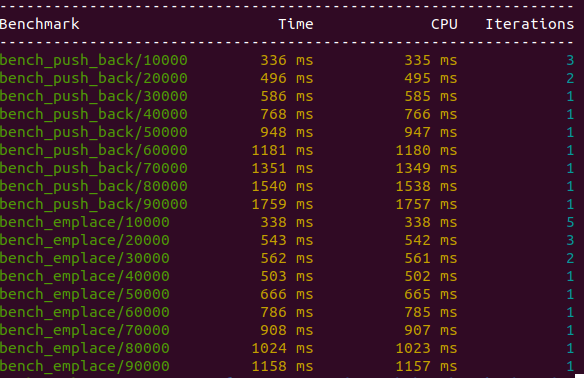 ---------------------------------------------------------------
Benchmark                     Time             CPU   Iterations
---------------------------------------------------------------
bench_push_back/10000       336 ms          335 ms            3
bench_push_back/20000       496 ms          495 ms            2
bench_push_back/30000       586 ms          585 ms            1
bench_push_back/40000       768 ms          766 ms            1
bench_push_back/50000       948 ms          947 ms            1
bench_push_back/60000      1181 ms         1180 ms            1
bench_push_back/70000      1351 ms         1349 ms            1
bench_push_back/80000      1540 ms         1538 ms            1
bench_push_back/90000      1759 ms         1757 ms            1
bench_emplace/10000         338 ms          338 ms            5
bench_emplace/20000         543 ms          542 ms            3
bench_emplace/30000         562 ms          561 ms            2
bench_emplace/40000         503 ms          502 ms            1
bench_emplace/50000         666 ms          665 ms            1
bench_emplace/60000         786 ms          785 ms            1
bench_emplace/70000         908 ms          907 ms            1
bench_emplace/80000        1024 ms         1023 ms            1
bench_emplace/90000        1158 ms         1157 ms            1